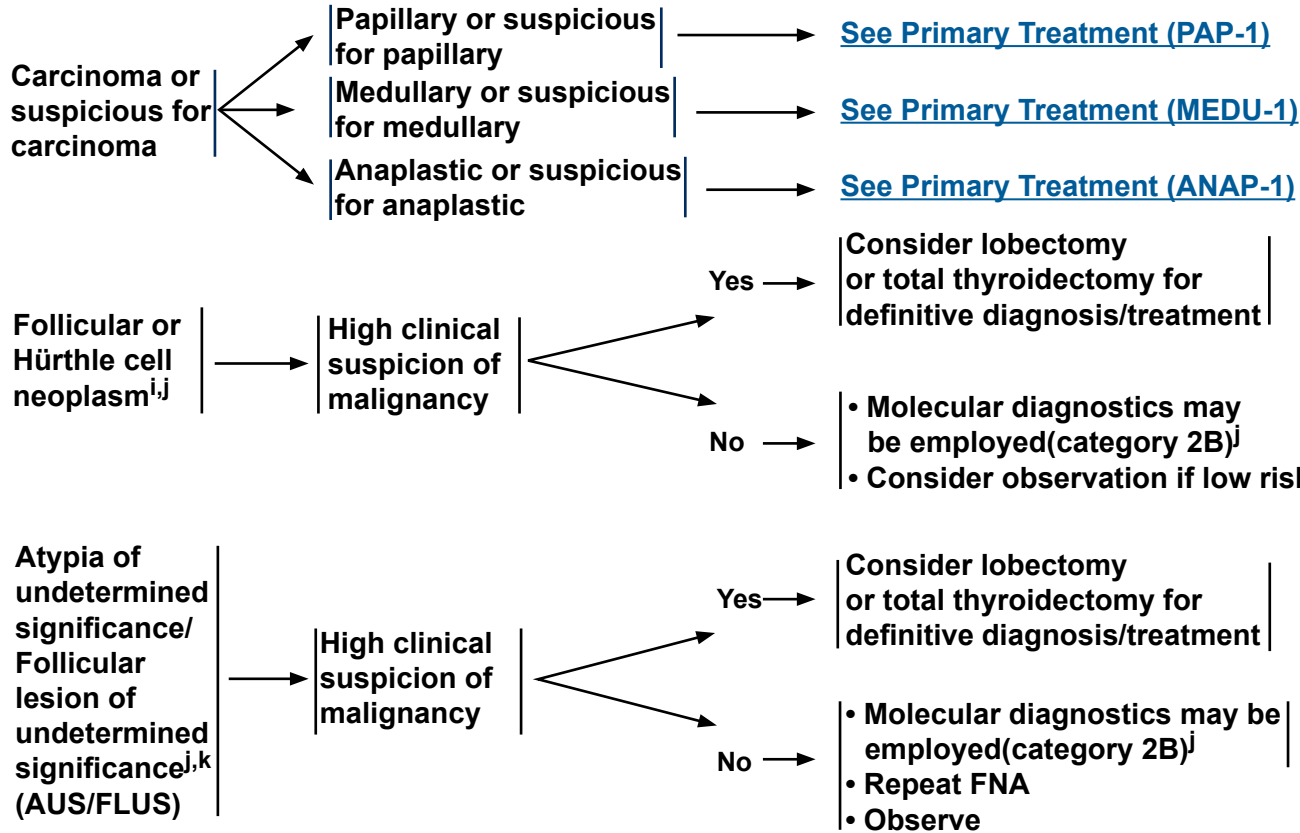 Carcinoma or
suspicious for
carcinoma
Papillary or suspicious
for papillary
See Primary Treatment (PAP-1)
Medullary or suspicious
for medullary
See Primary Treatment (MEDU-1)
Anaplastic or suspicious
for anaplastic
See Primary Treatment (ANAP-1)
Follicular or
Hürthle cell
neoplasmi,j
High clinical
suspicion of
malignancy
Yes
Consider lobectomy
or total thyroidectomy for
definitive diagnosis/treatment
No
• Molecular diagnostics may
be employed(category 2B)j
• Consider observation if low risk
Atypia of
undetermined
significance/
Follicular
lesion of
undetermined
significancej,k
(AUS/FLUS)
High clinical
suspicion of
malignancy
Yes
Consider lobectomy
or total thyroidectomy for
definitive diagnosis/treatment
No
• Molecular diagnostics may be
employed(category 2B)j
• Repeat FNA
• Observe